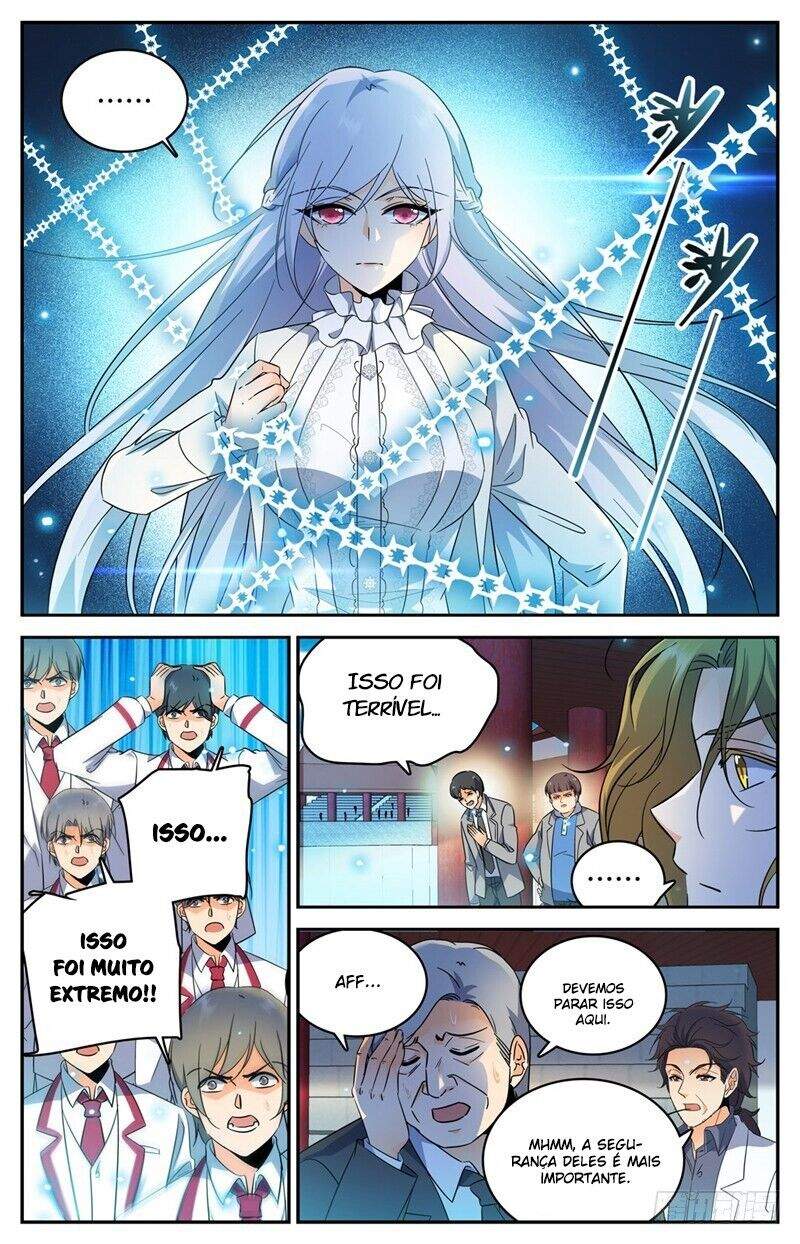 ......
ISSO...
ISSO
FOI MUITO
EXTREMO!!
ISSO FOI
TERRÍVEL...
......
AFF...
DEVEMOS
PARAR ISSO
AQUI.
MHMM, A SEGU-
RANÇA DELES É MAIS
IMPORTANTE.